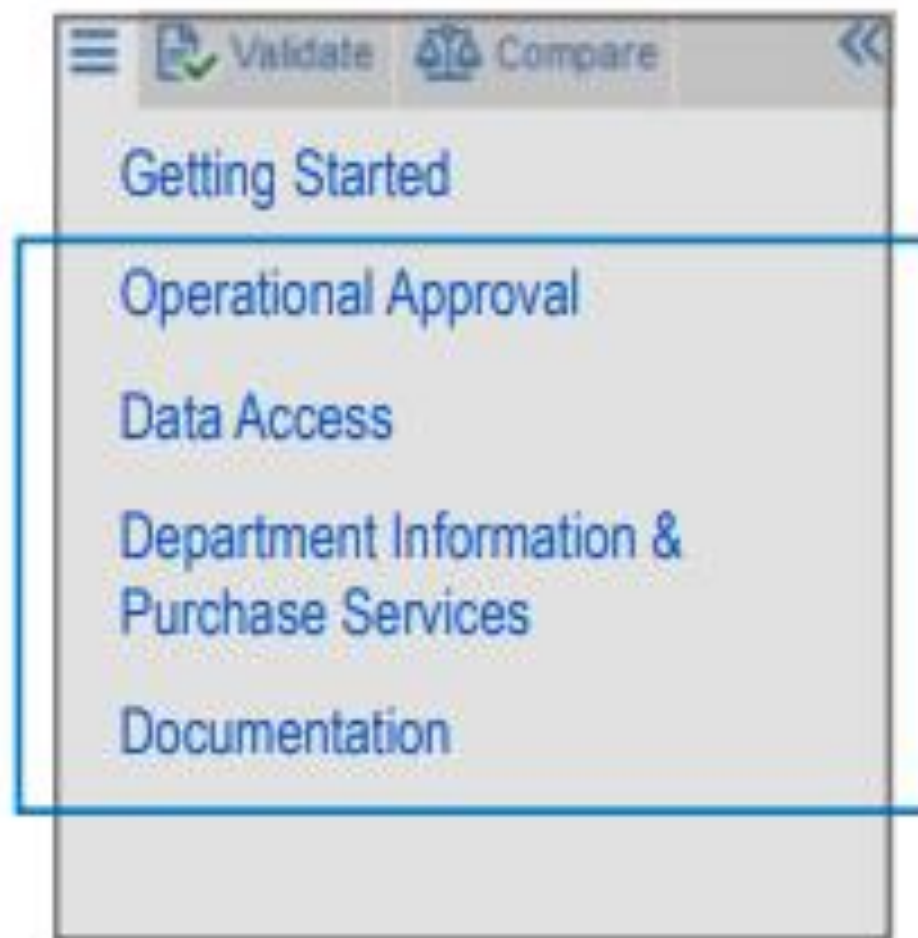 Validate Compare
Getting Started
Operational Approval
Data Access
Department Information &
Purchase Services
Documentation